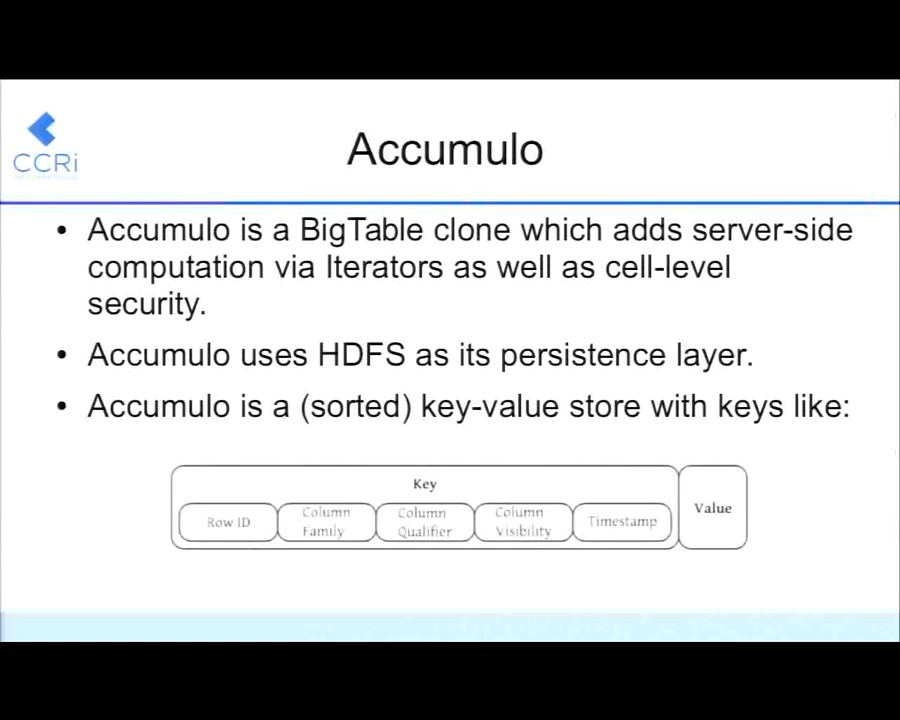 CCRi
Accumulo
• Accumulo is a BigTable clone which adds server-side
computation via Iterators as well as cell-level
security.
• Accumulo uses HDFS as its persistence layer.
• Accumulo is a (sorted) key-value store with keys like:
Key
Row ID
Column
Family
Column
Qualifier
Column
Visibility
Timestamp
Value